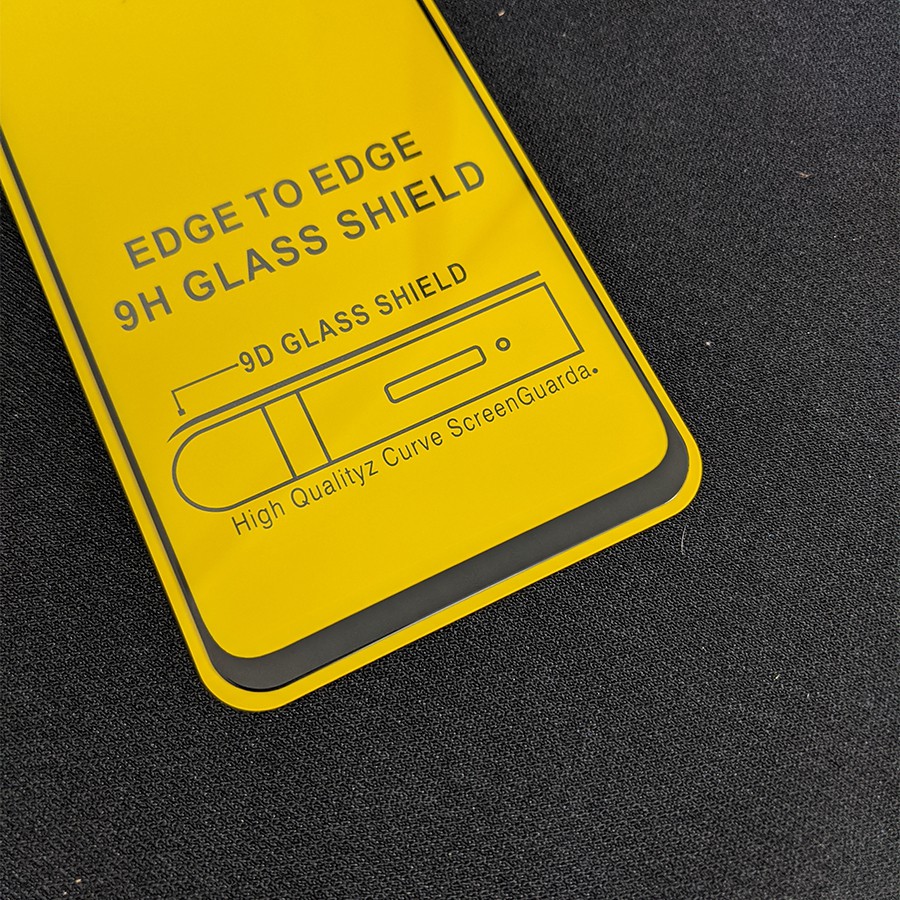 EDGE TO EDGE
9H GLASS SHIELD
9D GLASS SHIELD
High Qualityz Curve ScreenGuarda.